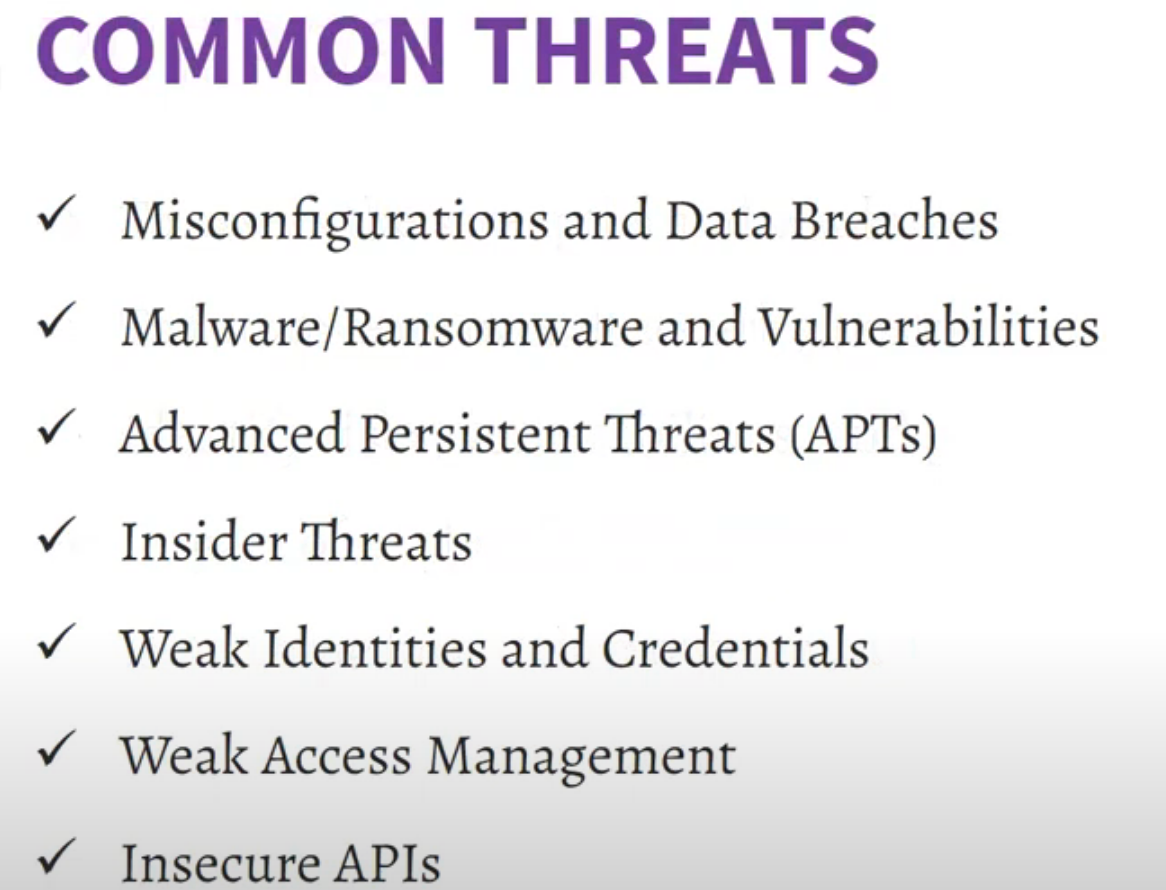 COMMON THREATS
✓ Misconfigurations and Data Breaches
✓ Malware/Ransomware and Vulnerabilities
✓ Advanced Persistent Threats (APTs)
✓ Insider Threats
✓ Weak Identities and Credentials
✓ Weak Access Management
✓ Insecure APIs